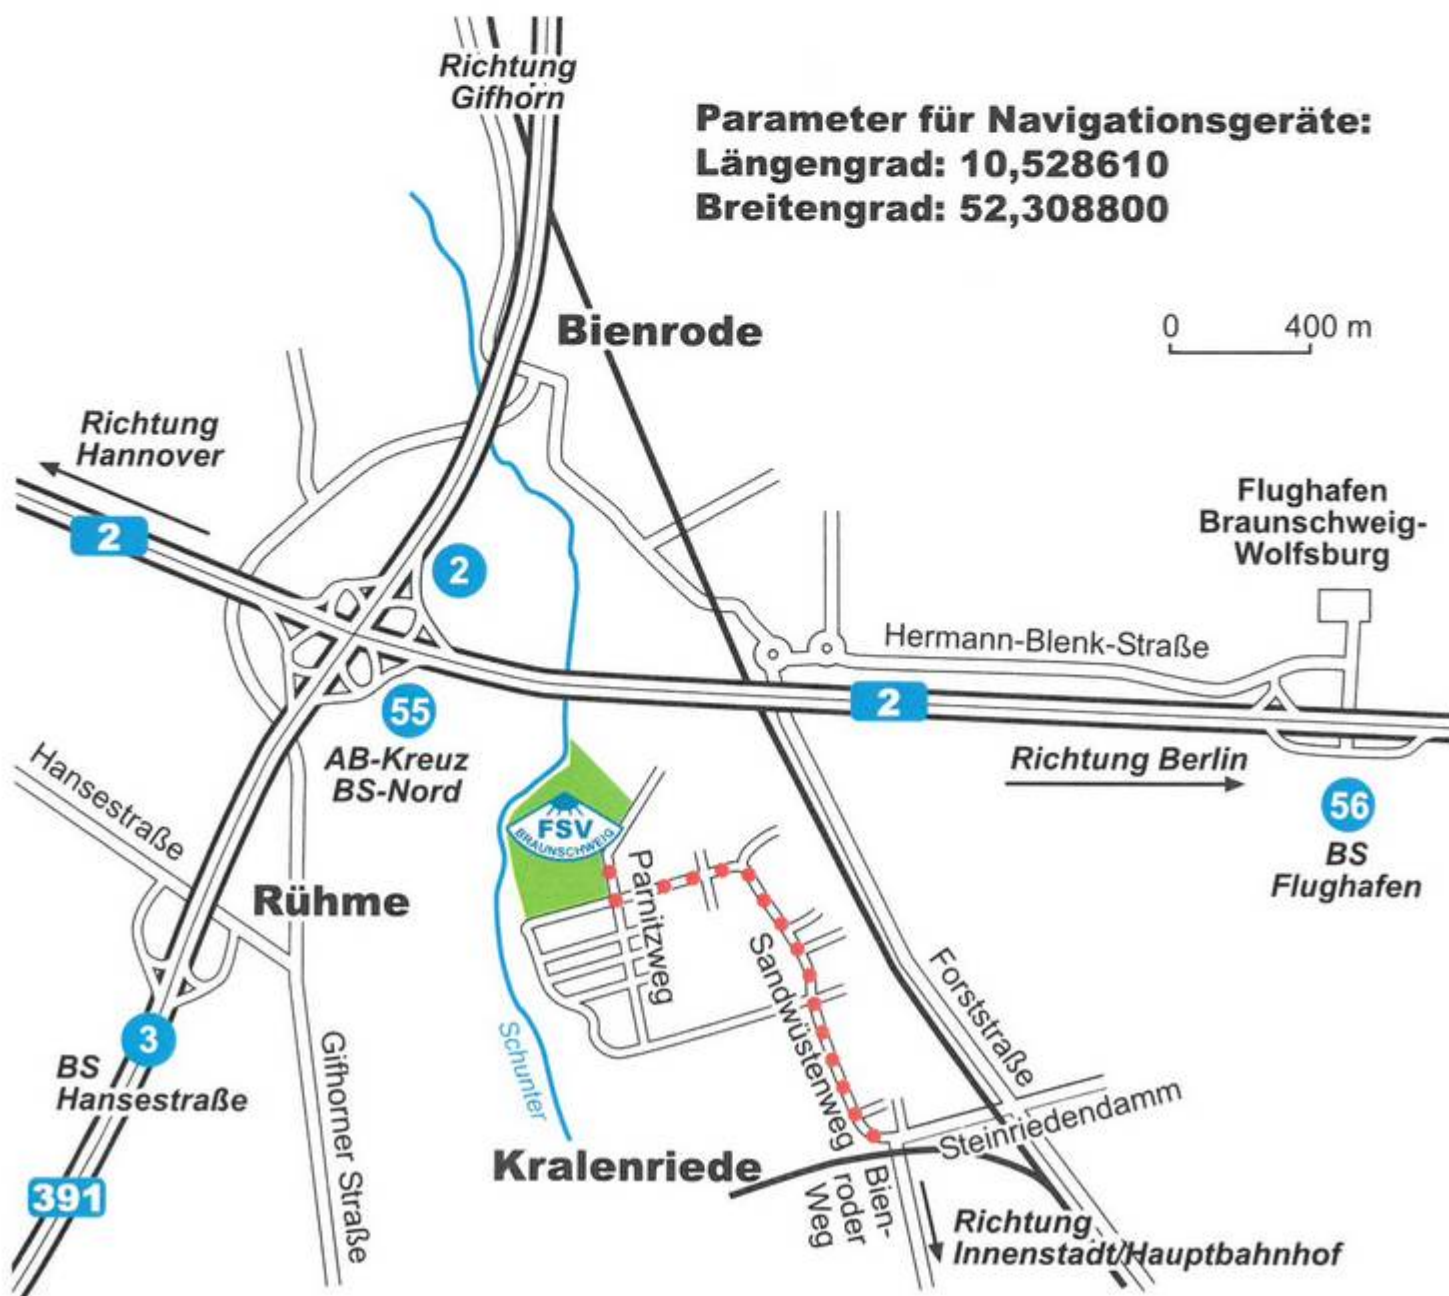 Richtung
Gifhorn
Parameter für Navigationsgeräte:
Längengrad: 10,528610
Breitengrad: 52,308800
0 400 m
Bienrode
Richtung
Hannover
2
2
Flughafen
Braunschweig-
Wolfsburg
Hermann-Blenk-Straße
2
55
AB-Kreuz
BS-Nord
Richtung Berlin
56
BS
Flughafen
Hansestraße
FSV
BRAUNSCHWEIG
Rühme
Parnitzweg
Sandwüstenweg
Forststraße
3
BS
Hansestraße
Gifhorner Straße
Schunter
Steinriedendamm
Kralenriede
Bien-
roder
Weg
391
Richtung
Innenstadt/Hauptbahnhof